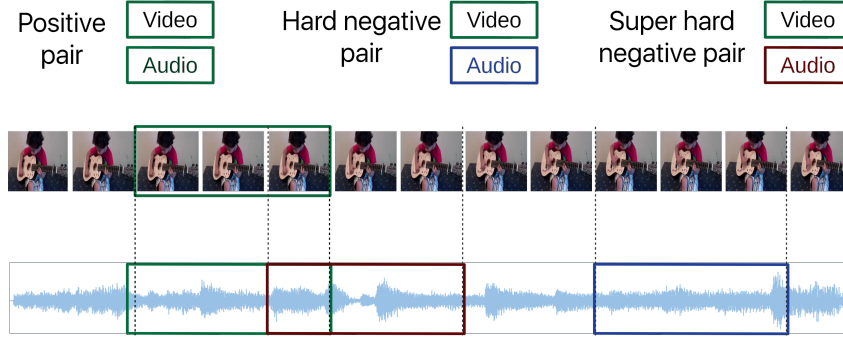 Positive
pair
Video
Audio
Hard negative
pair
Video
Audio
Super hard
negative pair
Video
Audio